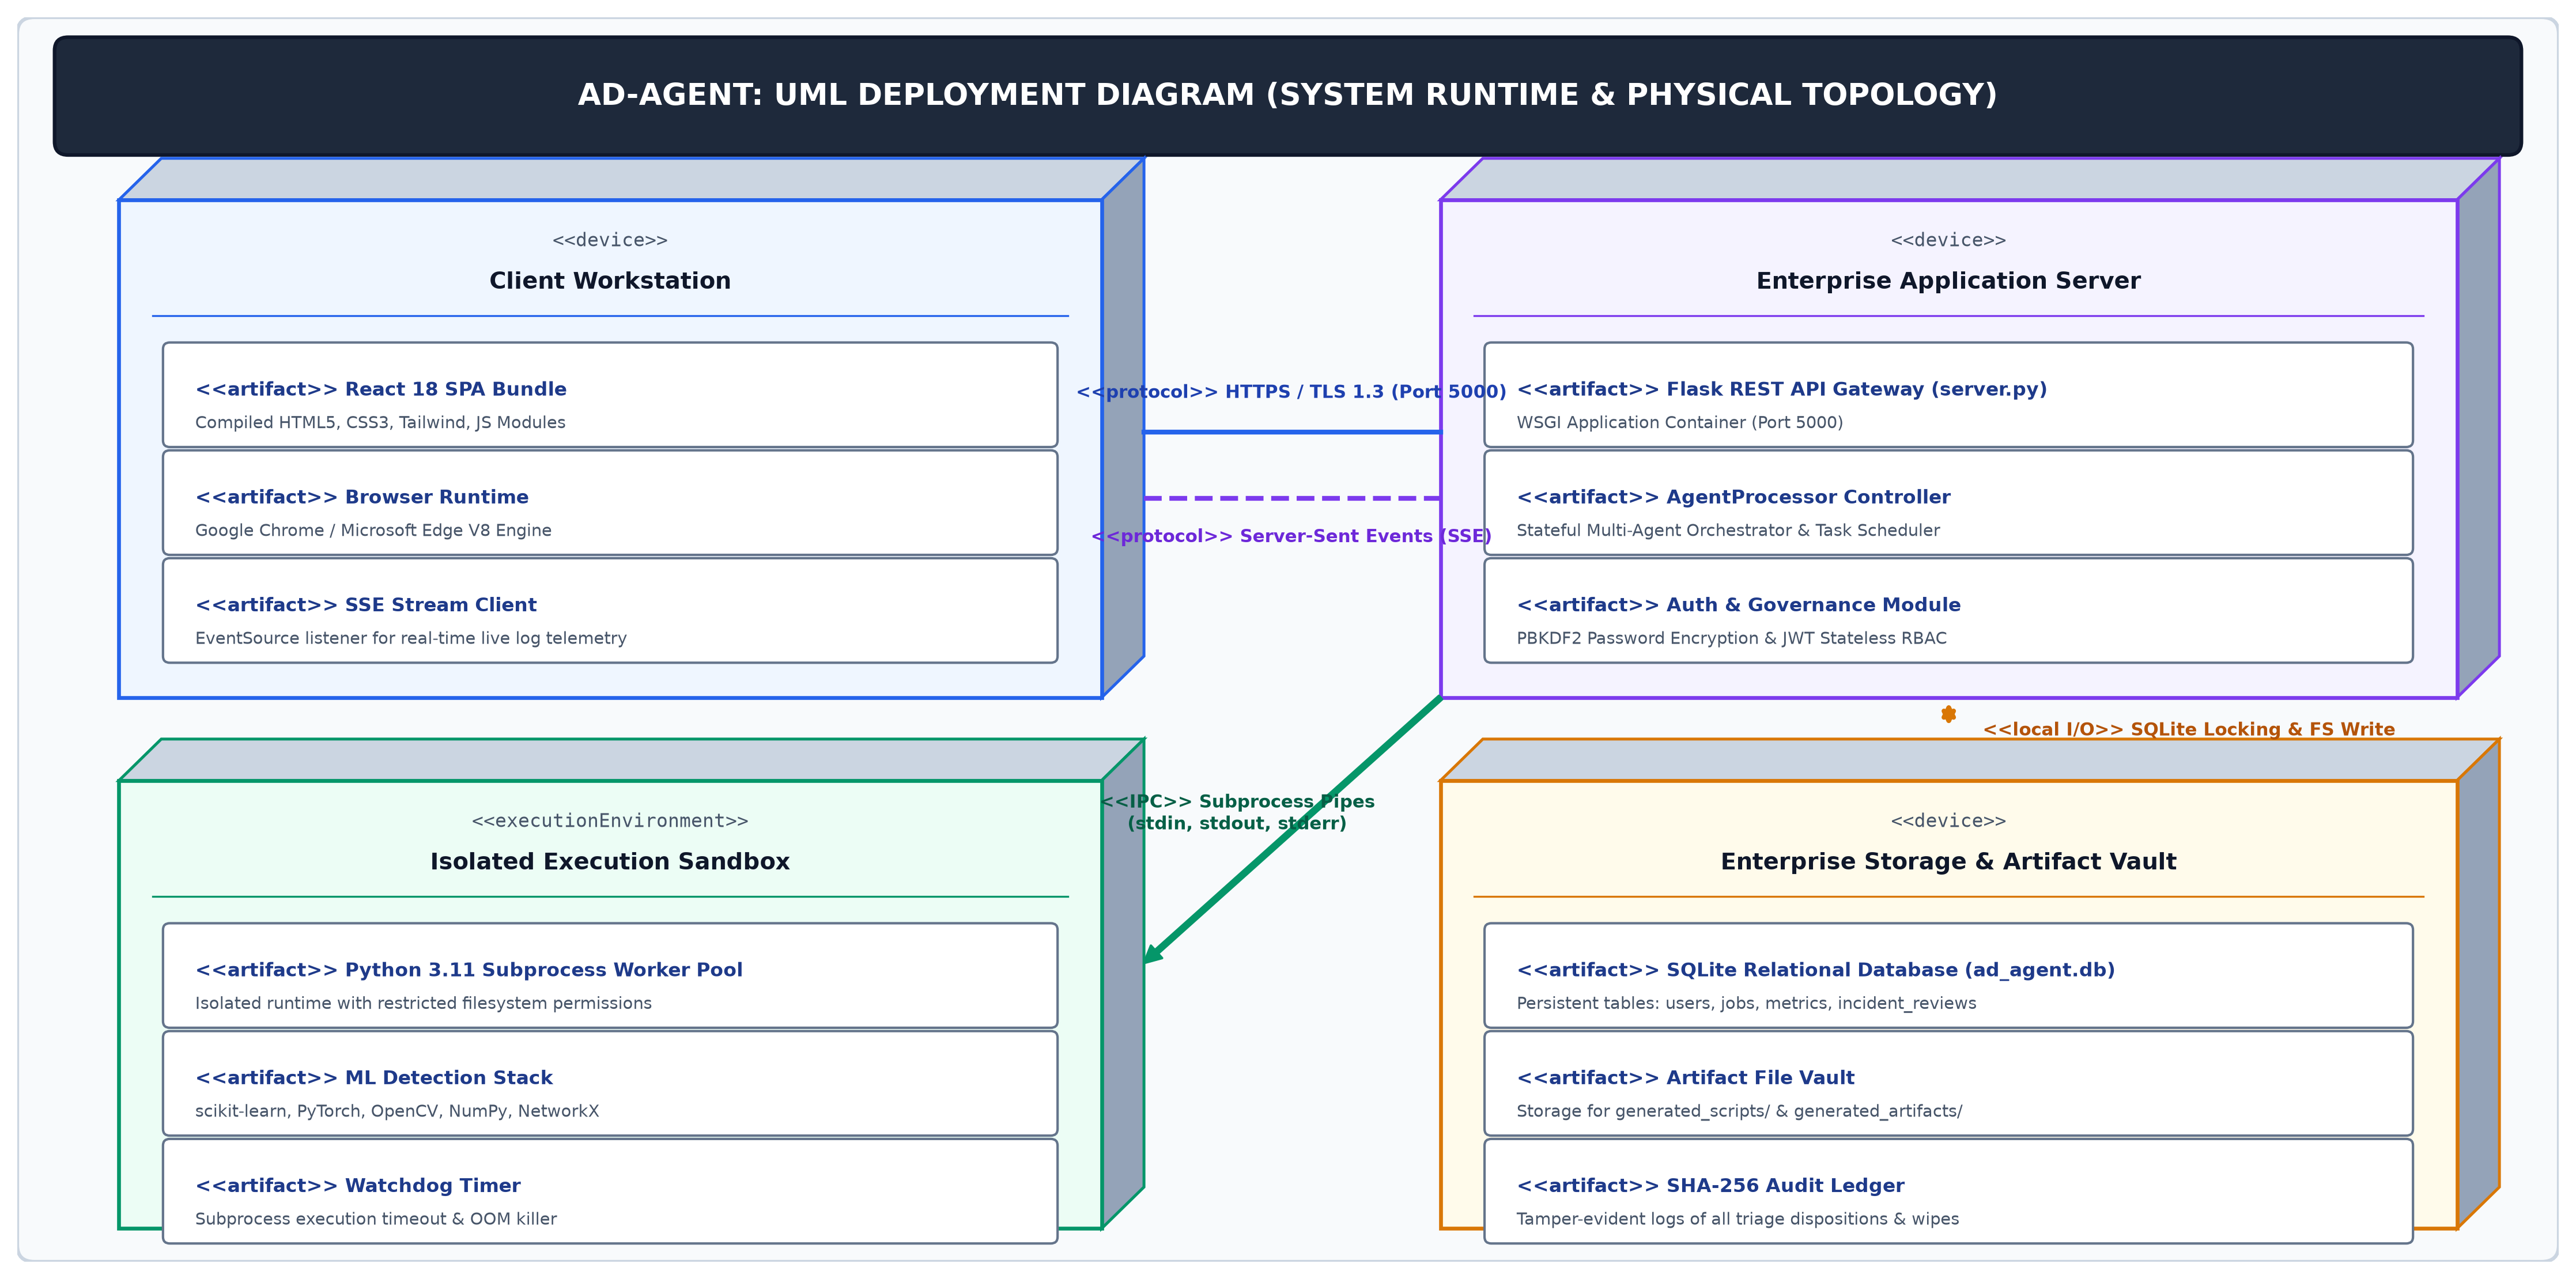 AD-AGENT: UML DEPLOYMENT DIAGRAM (SYSTEM RUNTIME & PHYSICAL TOPOLOGY)
<<device>>
Client Workstation
<<artifact>> React 18 SPA Bundle
Compiled HTML5, CSS3, Tailwind, JS Modules
<<artifact>> Browser Runtime
Google Chrome / Microsoft Edge V8 Engine
<<artifact>> SSE Stream Client
EventSource listener for real-time live log telemetry
<<protocol>> HTTPS / TLS 1.3 (Port 5000)
<<protocol>> Server-Sent Events (SSE)
<<device>>
Enterprise Application Server
<<artifact>> Flask REST API Gateway (server.py)
WSGI Application Container (Port 5000)
<<artifact>> AgentProcessor Controller
Stateful Multi-Agent Orchestrator & Task Scheduler
<<artifact>> Auth & Governance Module
PBKDF2 Password Encryption & JWT Stateless RBAC
<<local I/O>> SQLite Locking & FS Write
<<IPC>> Subprocess Pipes
(stdin, stdout, stderr)
<<executionEnvironment>>
Isolated Execution Sandbox
<<artifact>> Python 3.11 Subprocess Worker Pool
Isolated runtime with restricted filesystem permissions
<<artifact>> ML Detection Stack
scikit-learn, PyTorch, OpenCV, NumPy, NetworkX
<<artifact>> Watchdog Timer
Subprocess execution timeout & OOM killer
<<device>>
Enterprise Storage & Artifact Vault
<<artifact>> SQLite Relational Database (ad_agent.db)
Persistent tables: users, jobs, metrics, incident_reviews
<<artifact>> Artifact File Vault
Storage for generated_scripts/ & generated_artifacts/
<<artifact>> SHA-256 Audit Ledger
Tamper-evident logs of all triage dispositions & wipes